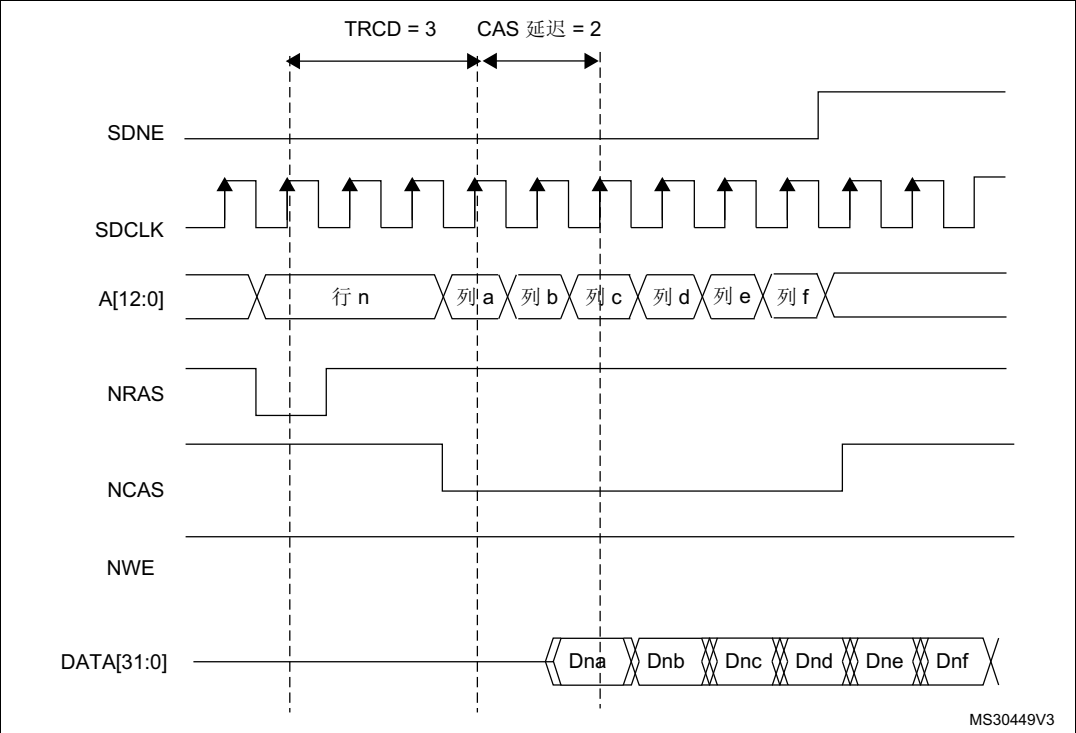 TRCD = 3 CAS 延迟 = 2
SDNE
SDCLK
A[12:0] 行 n 列 a 列 b 列 c 列 d 列 e 列 f
NRAS
NCAS
NWE
DATA[31:0] Dna Dnb Dnc Dnd Dne Dnf
MS30449V3